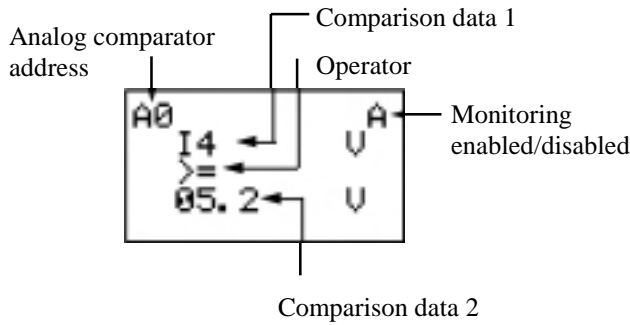 Comparison data 1
Analog comparator
address
Operator
A0
A
I4 V
>=
05.2 V
Monitoring
enabled/disabled
Comparison data 2